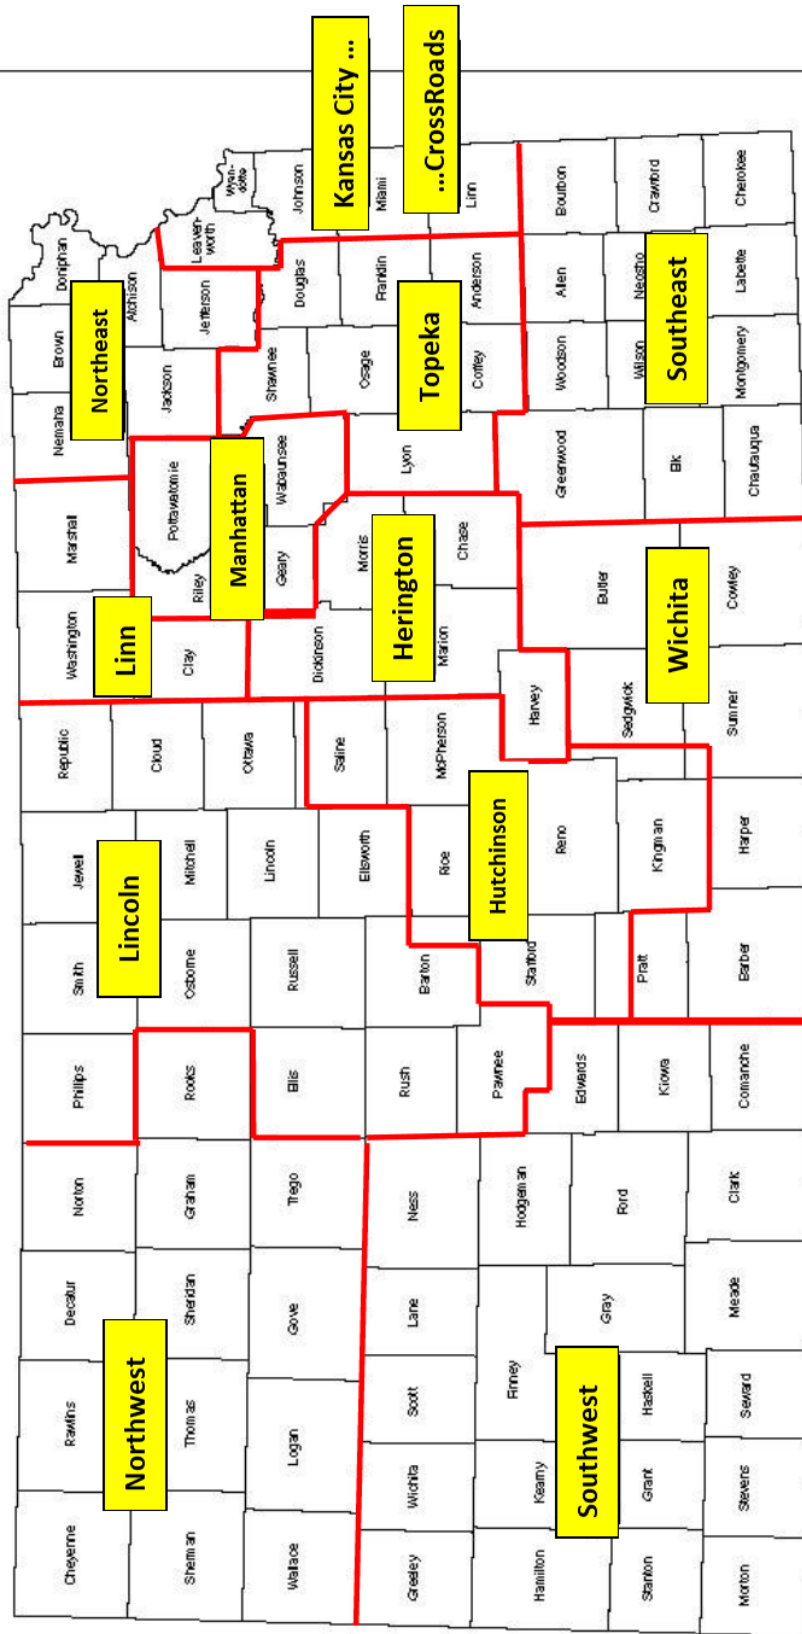 Cheyenne
Rawlins
Decatur
Norton
Phillips
Smith
Jewell
Republic
Washington
Marshall
Nemaha
Brown
Doniphan
Northwest
Lincoln
Linn
Northeast
Atchison
Sherman
Thomas
Sheridan
Graham
Rooks
Osborne
Mitchell
Cloud
Clay
Riley
Pottawatomie
Jackson
Jefferson
Leaven-
worth
Wyan-
dotte
Manhattan
Wallace
Logan
Gove
Trego
Ellis
Russell
Lincoln
Ottawa
Dickinson
Geary
Wabaunsee
Shawnee
Douglas
Johnson
Kansas City ...
Greeley
Wichita
Scott
Lane
Ness
Rush
Barton
Ellsworth
Saline
Morris
Osage
Franklin
Miami
Herington
Topeka
...CrossRoads
Rice
McPherson
Marion
Chase
Lyon
Coffey
Anderson
Linn
Hamilton
Kearny
Finney
Hodgeman
Pawnee
Stafford
Hutchinson
Reno
Harvey
Greenwood
Woodson
Allen
Bourbon
Southwest
Gray
Ford
Edwards
Sedgwick
Butler
Wichita
Wilson
Neosho
Crawford
Southeast
Stanton
Grant
Haskell
Kiowa
Pratt
Kingman
Elk
Morton
Stevens
Seward
Meade
Clark
Comanche
Barber
Harper
Sumner
Cowley
Chautauqua
Montgomery
Labette
Cherokee